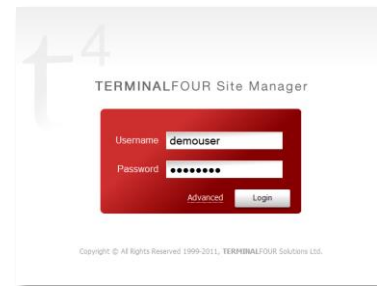 t4
TERMINALFOUR Site Manager
Username demouser
Password ●●●●●●●●
Advanced Login
Copyright © All Rights Reserved 1999-2011, TERMINALFOUR Solutions Ltd.